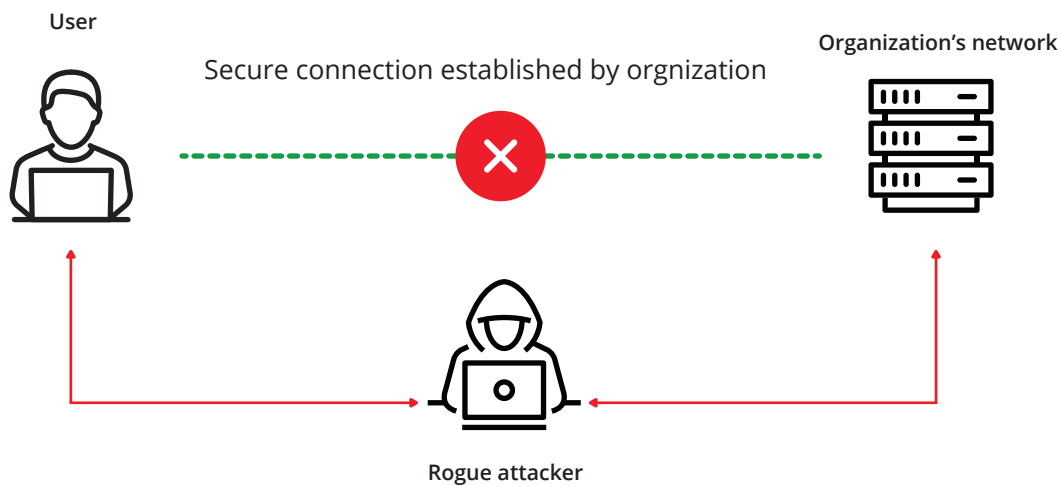 User
Organization’s network
Secure connection established by orgnization
Rogue attacker